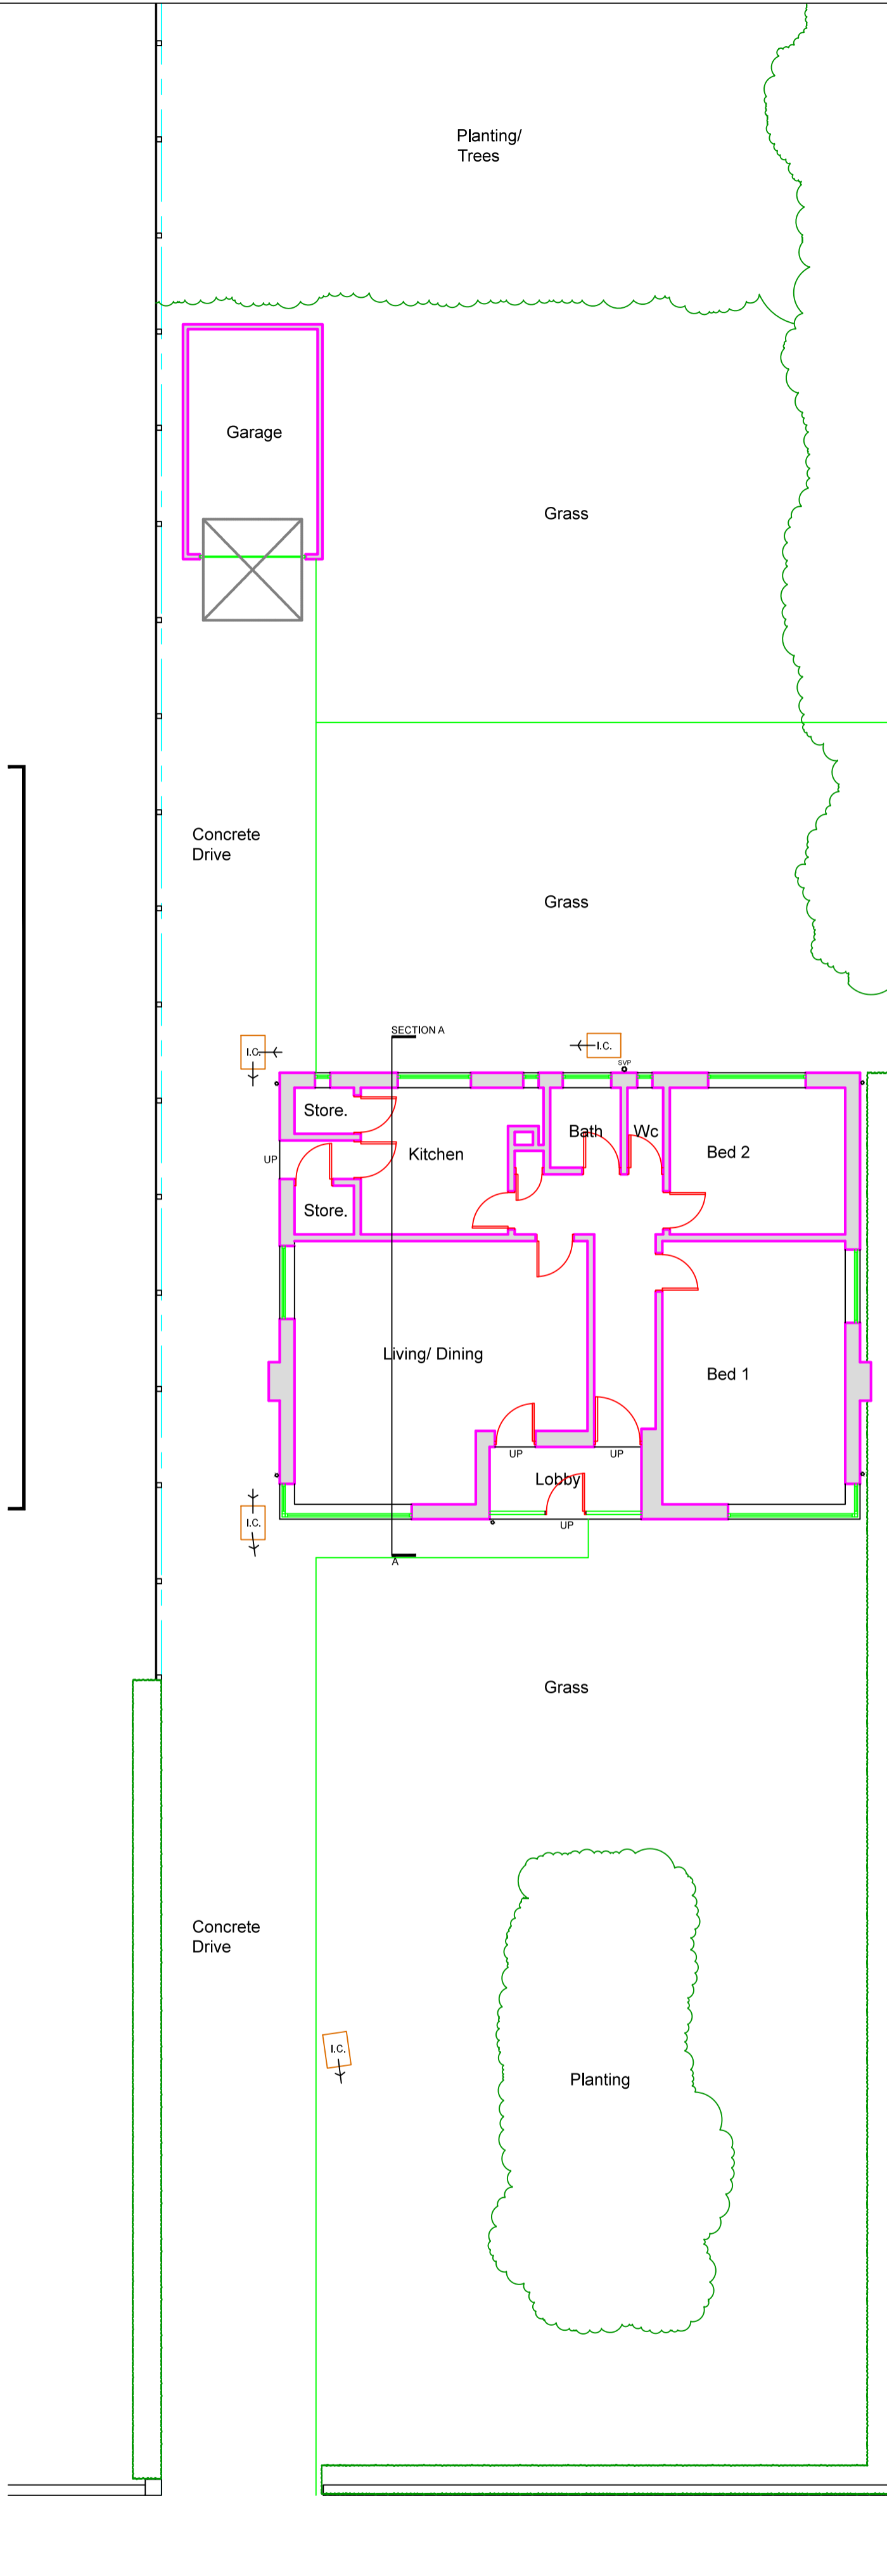 Planting/
Trees
Garage
Grass
Concrete
Drive
Grass
SECTION A
I.C.
I.C.
SVP
Store.
Bath
Wc
Kitchen
Bed 2
UP
Store.
Living/ Dining
Bed 1
UP
UP
Lobby
I.C.
UP
A
Grass
Concrete
Drive
I.C.
Planting